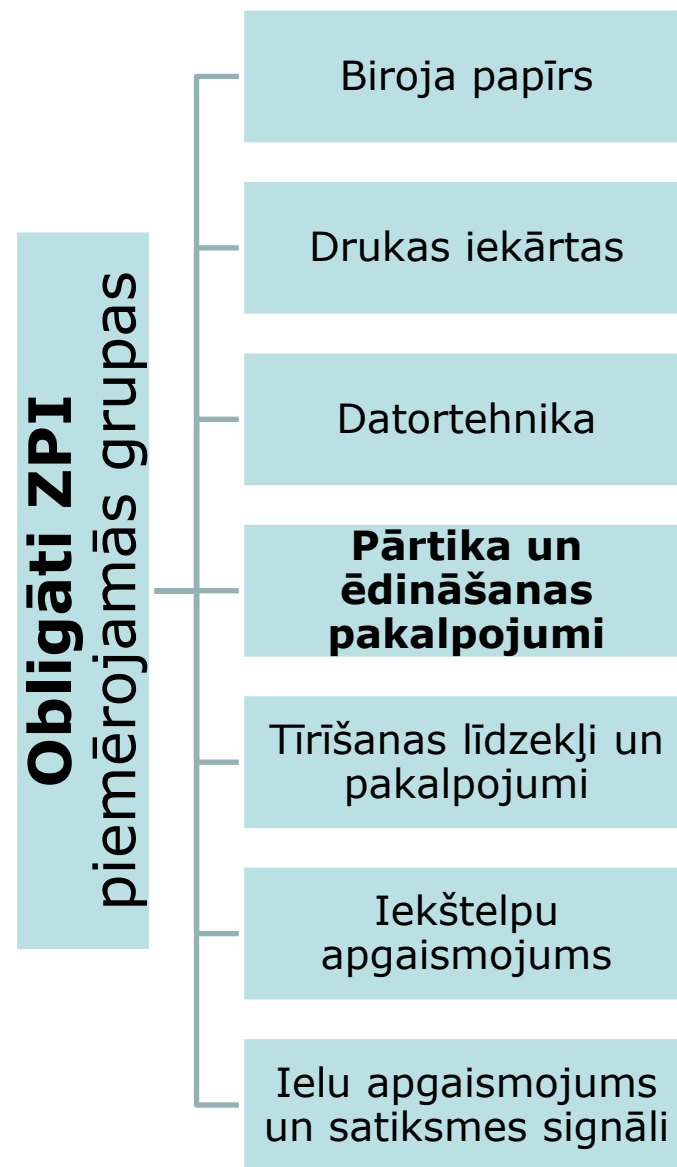 Obligāti ZPI
piemērojamās grupas
Biroja papīrs
Drukas iekārtas
Datortehnika
Pārtika un
ēdināšanas
pakalpojumi
Tīrīšanas līdzekļi un
pakalpojumi
Iekštelpu
apgaismojums
Ielu apgaismojums
un satiksmes signāli